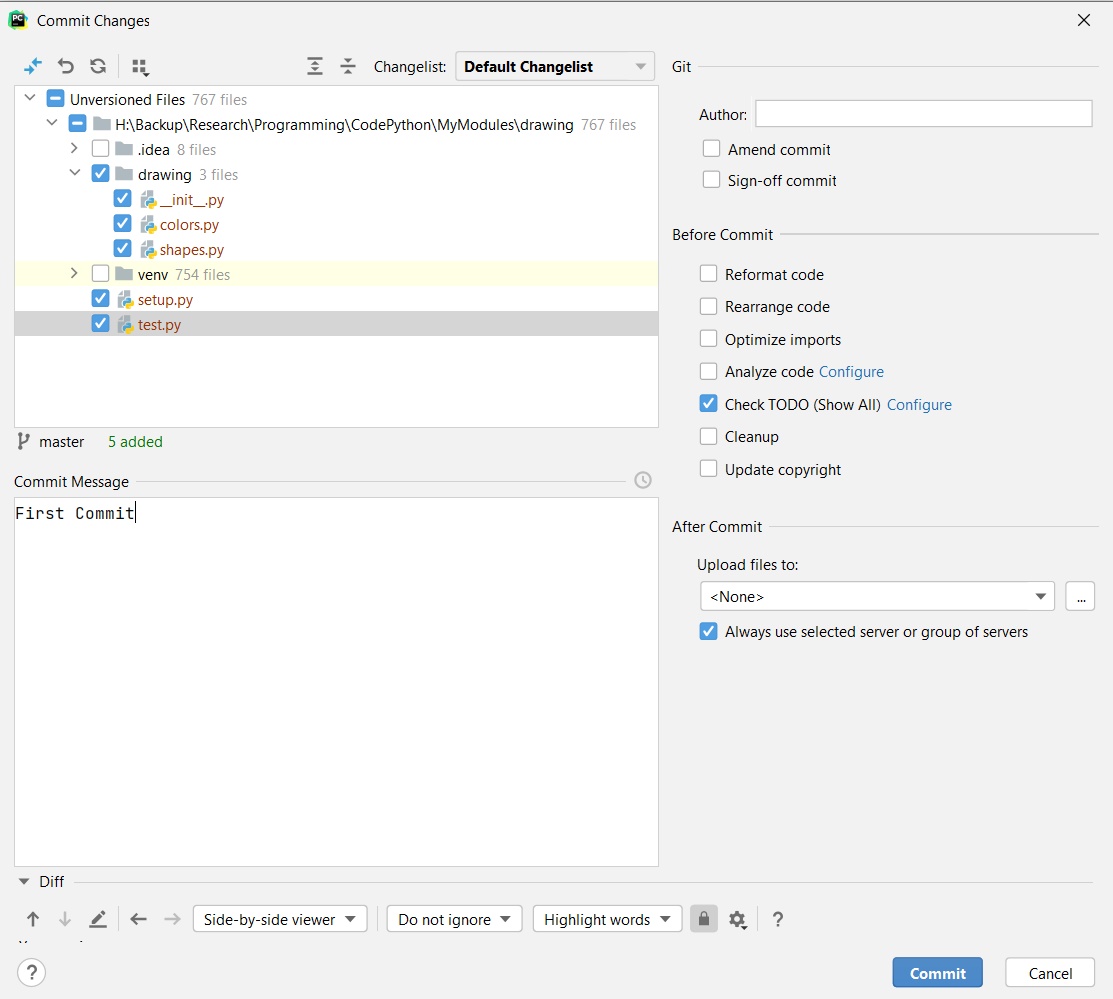 PC Commit Changes
Changelist: Default Changelist
Unversioned Files 767 files
H:\Backup\Research\Programming\CodePython\MyModules\drawing 767 files
.idea 8 files
drawing 3 files
__init__.py
colors.py
shapes.py
venv 754 files
setup.py
test.py
master 5 added
Commit Message
First Commit
Git
Author:
Amend commit
Sign-off commit
Before Commit
Reformat code
Rearrange code
Optimize imports
Analyze code Configure
Check TODO (Show All) Configure
Cleanup
Update copyright
After Commit
Upload files to:
<None> ...
Always use selected server or group of servers
Diff
Side-by-side viewer Do not ignore Highlight words ?
? Commit Cancel